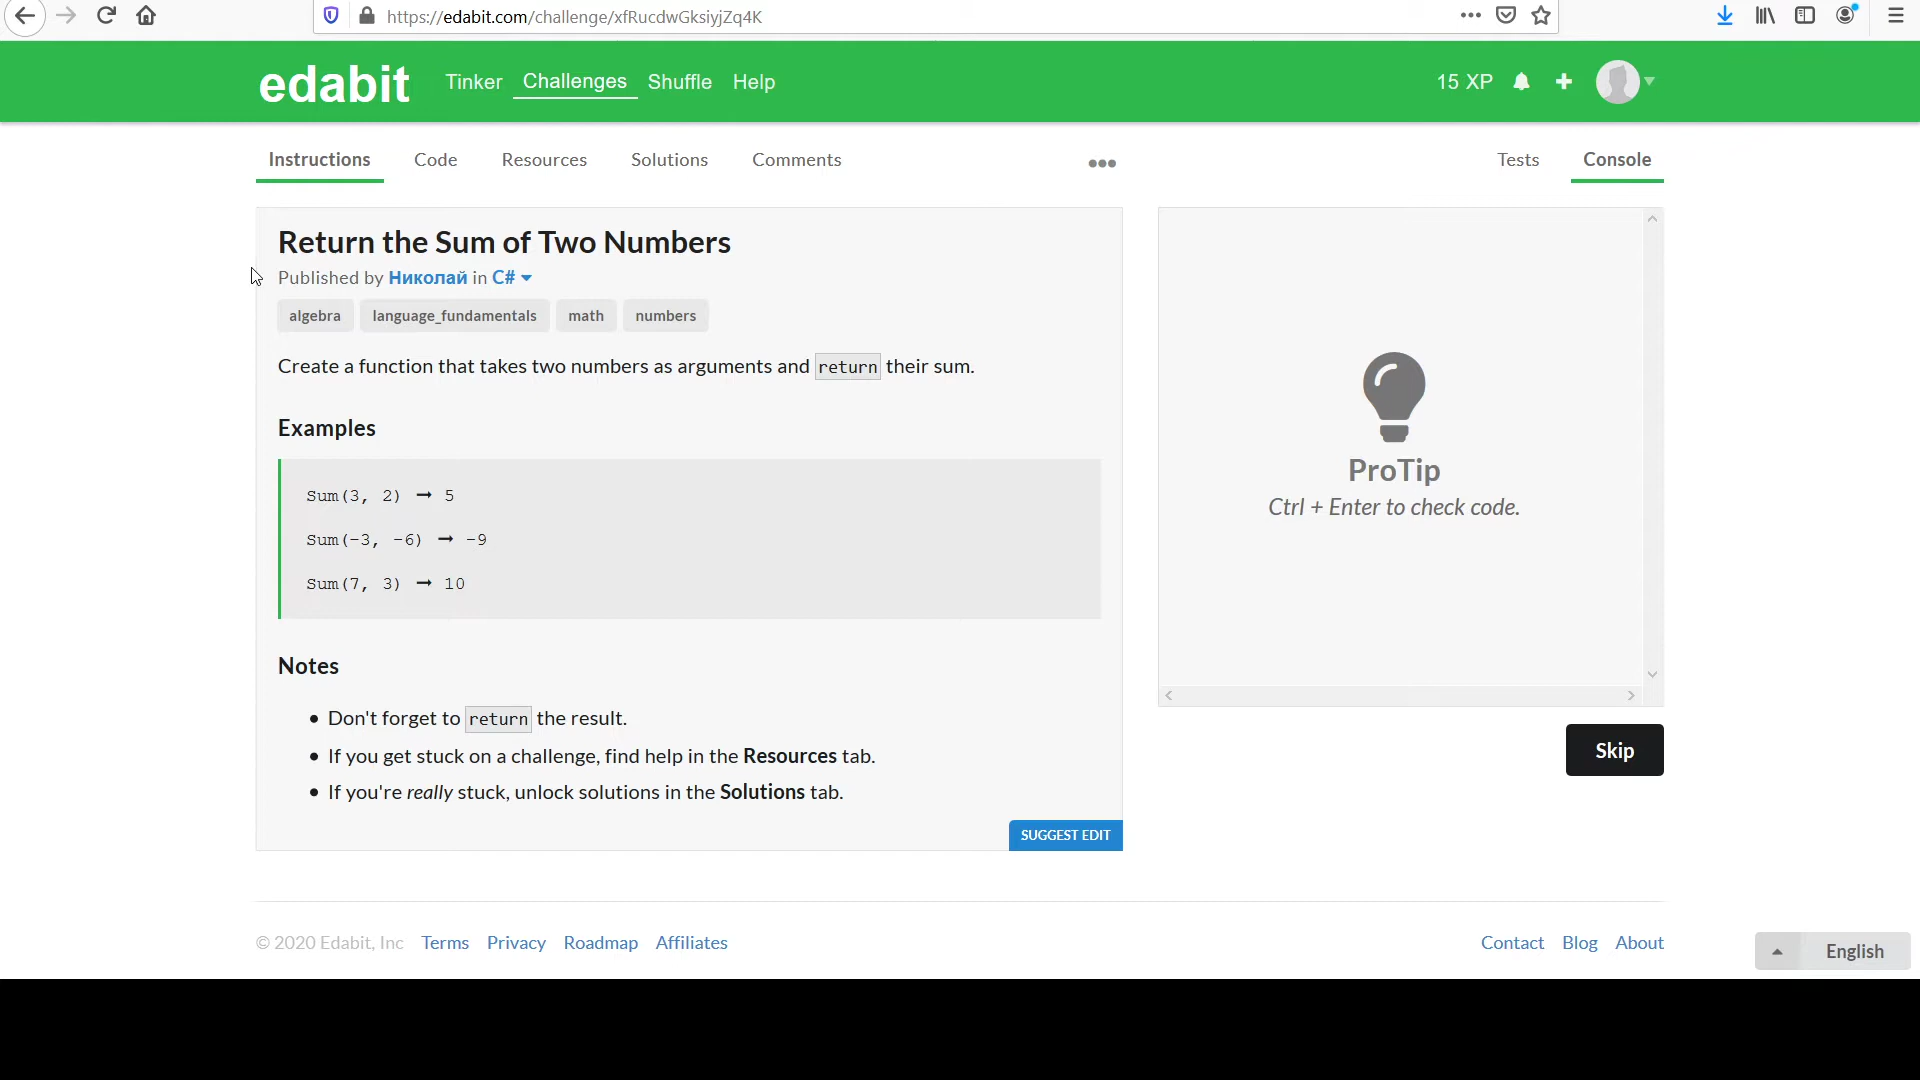 https://edabit.com/challenge/xfRucdwGksiyjZq4K
edabit Tinker Challenges Shuffle Help 15 XP
Instructions Code Resources Solutions Comments Tests Console
Return the Sum of Two Numbers
Published by Николай in C#
algebra language_fundamentals math numbers
Create a function that takes two numbers as arguments and return their sum.
Examples
Sum(3, 2) ➞ 5
Sum(-3, -6) ➞ -9
Sum(7, 3) ➞ 10
Notes
• Don't forget to return the result.
• If you get stuck on a challenge, find help in the Resources tab.
• If you're really stuck, unlock solutions in the Solutions tab.
SUGGEST EDIT
ProTip
Ctrl + Enter to check code.
Skip
© 2020 Edabit, Inc Terms Privacy Roadmap Affiliates Contact Blog About
English